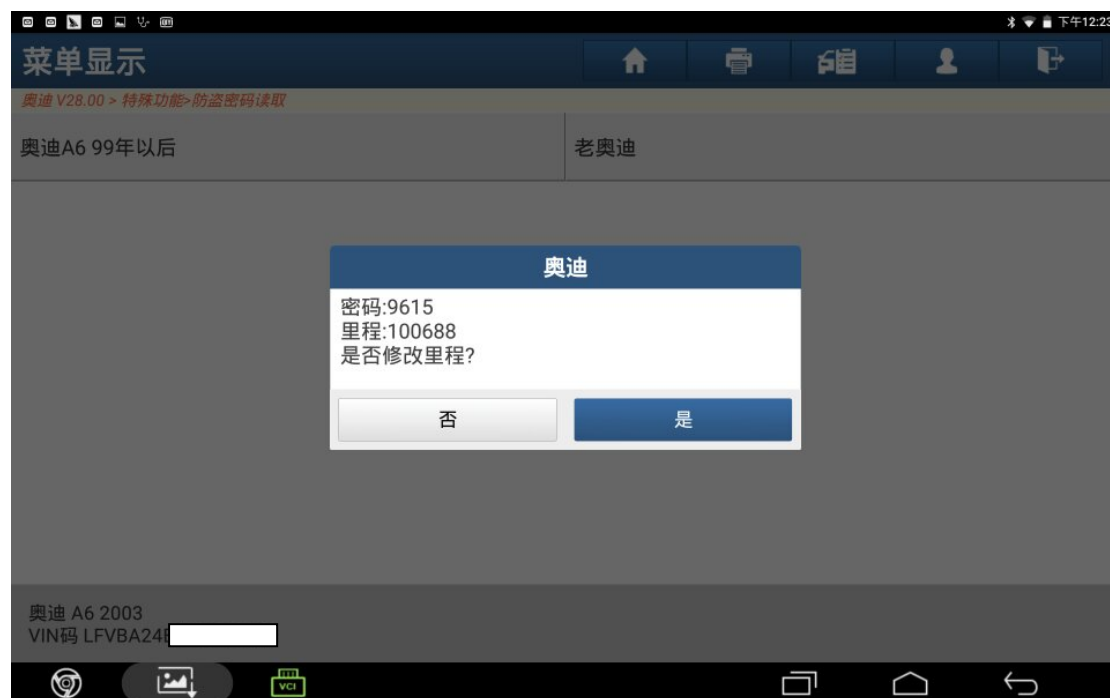 下午12:23
菜单显示
奥迪 V28.00 > 特殊功能>防盗密码读取
奥迪A6 99年以后
老奥迪
奥迪
密码:9615
里程:100688
是否修改里程?
否
是
奥迪 A6 2003
VIN码 LFVBA24
VCI